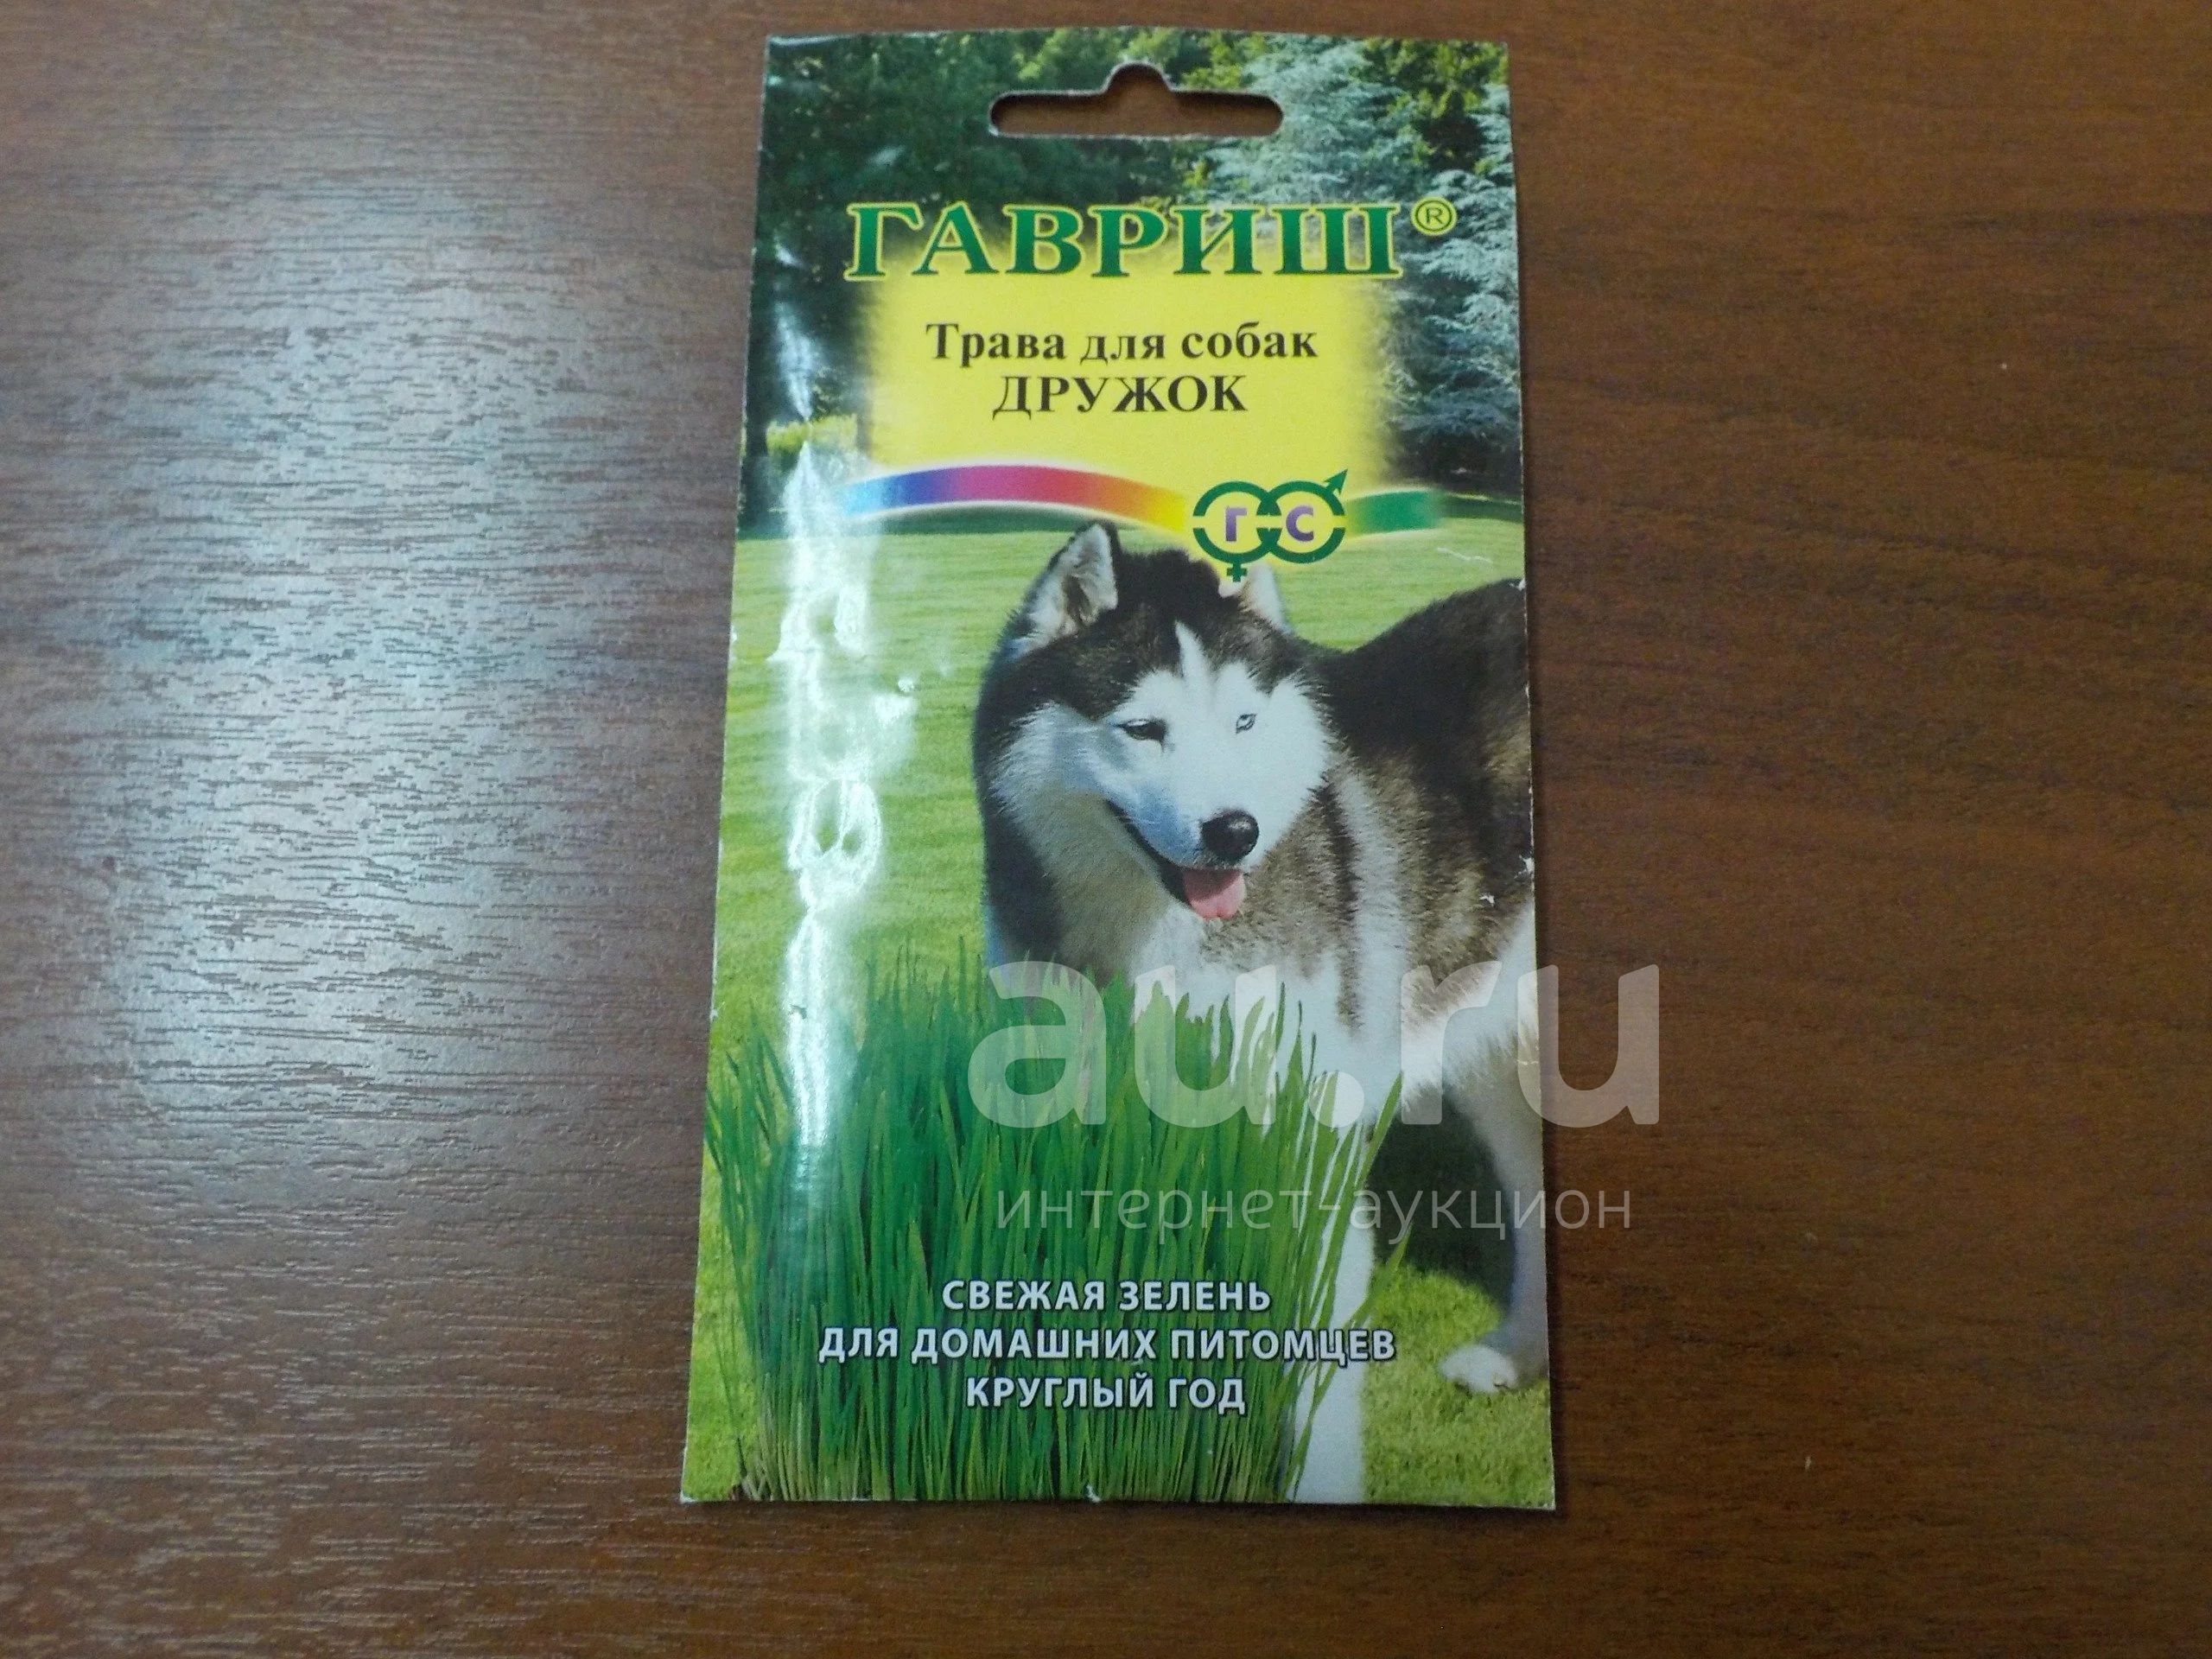 ГАВРИШ®
Трава для собак
ДРУЖОК
Г С
au.ru
интернет-аукцион
СВЕЖАЯ ЗЕЛЕНЬ
ДЛЯ ДОМАШНИХ ПИТОМЦЕВ
КРУГЛЫЙ ГОД